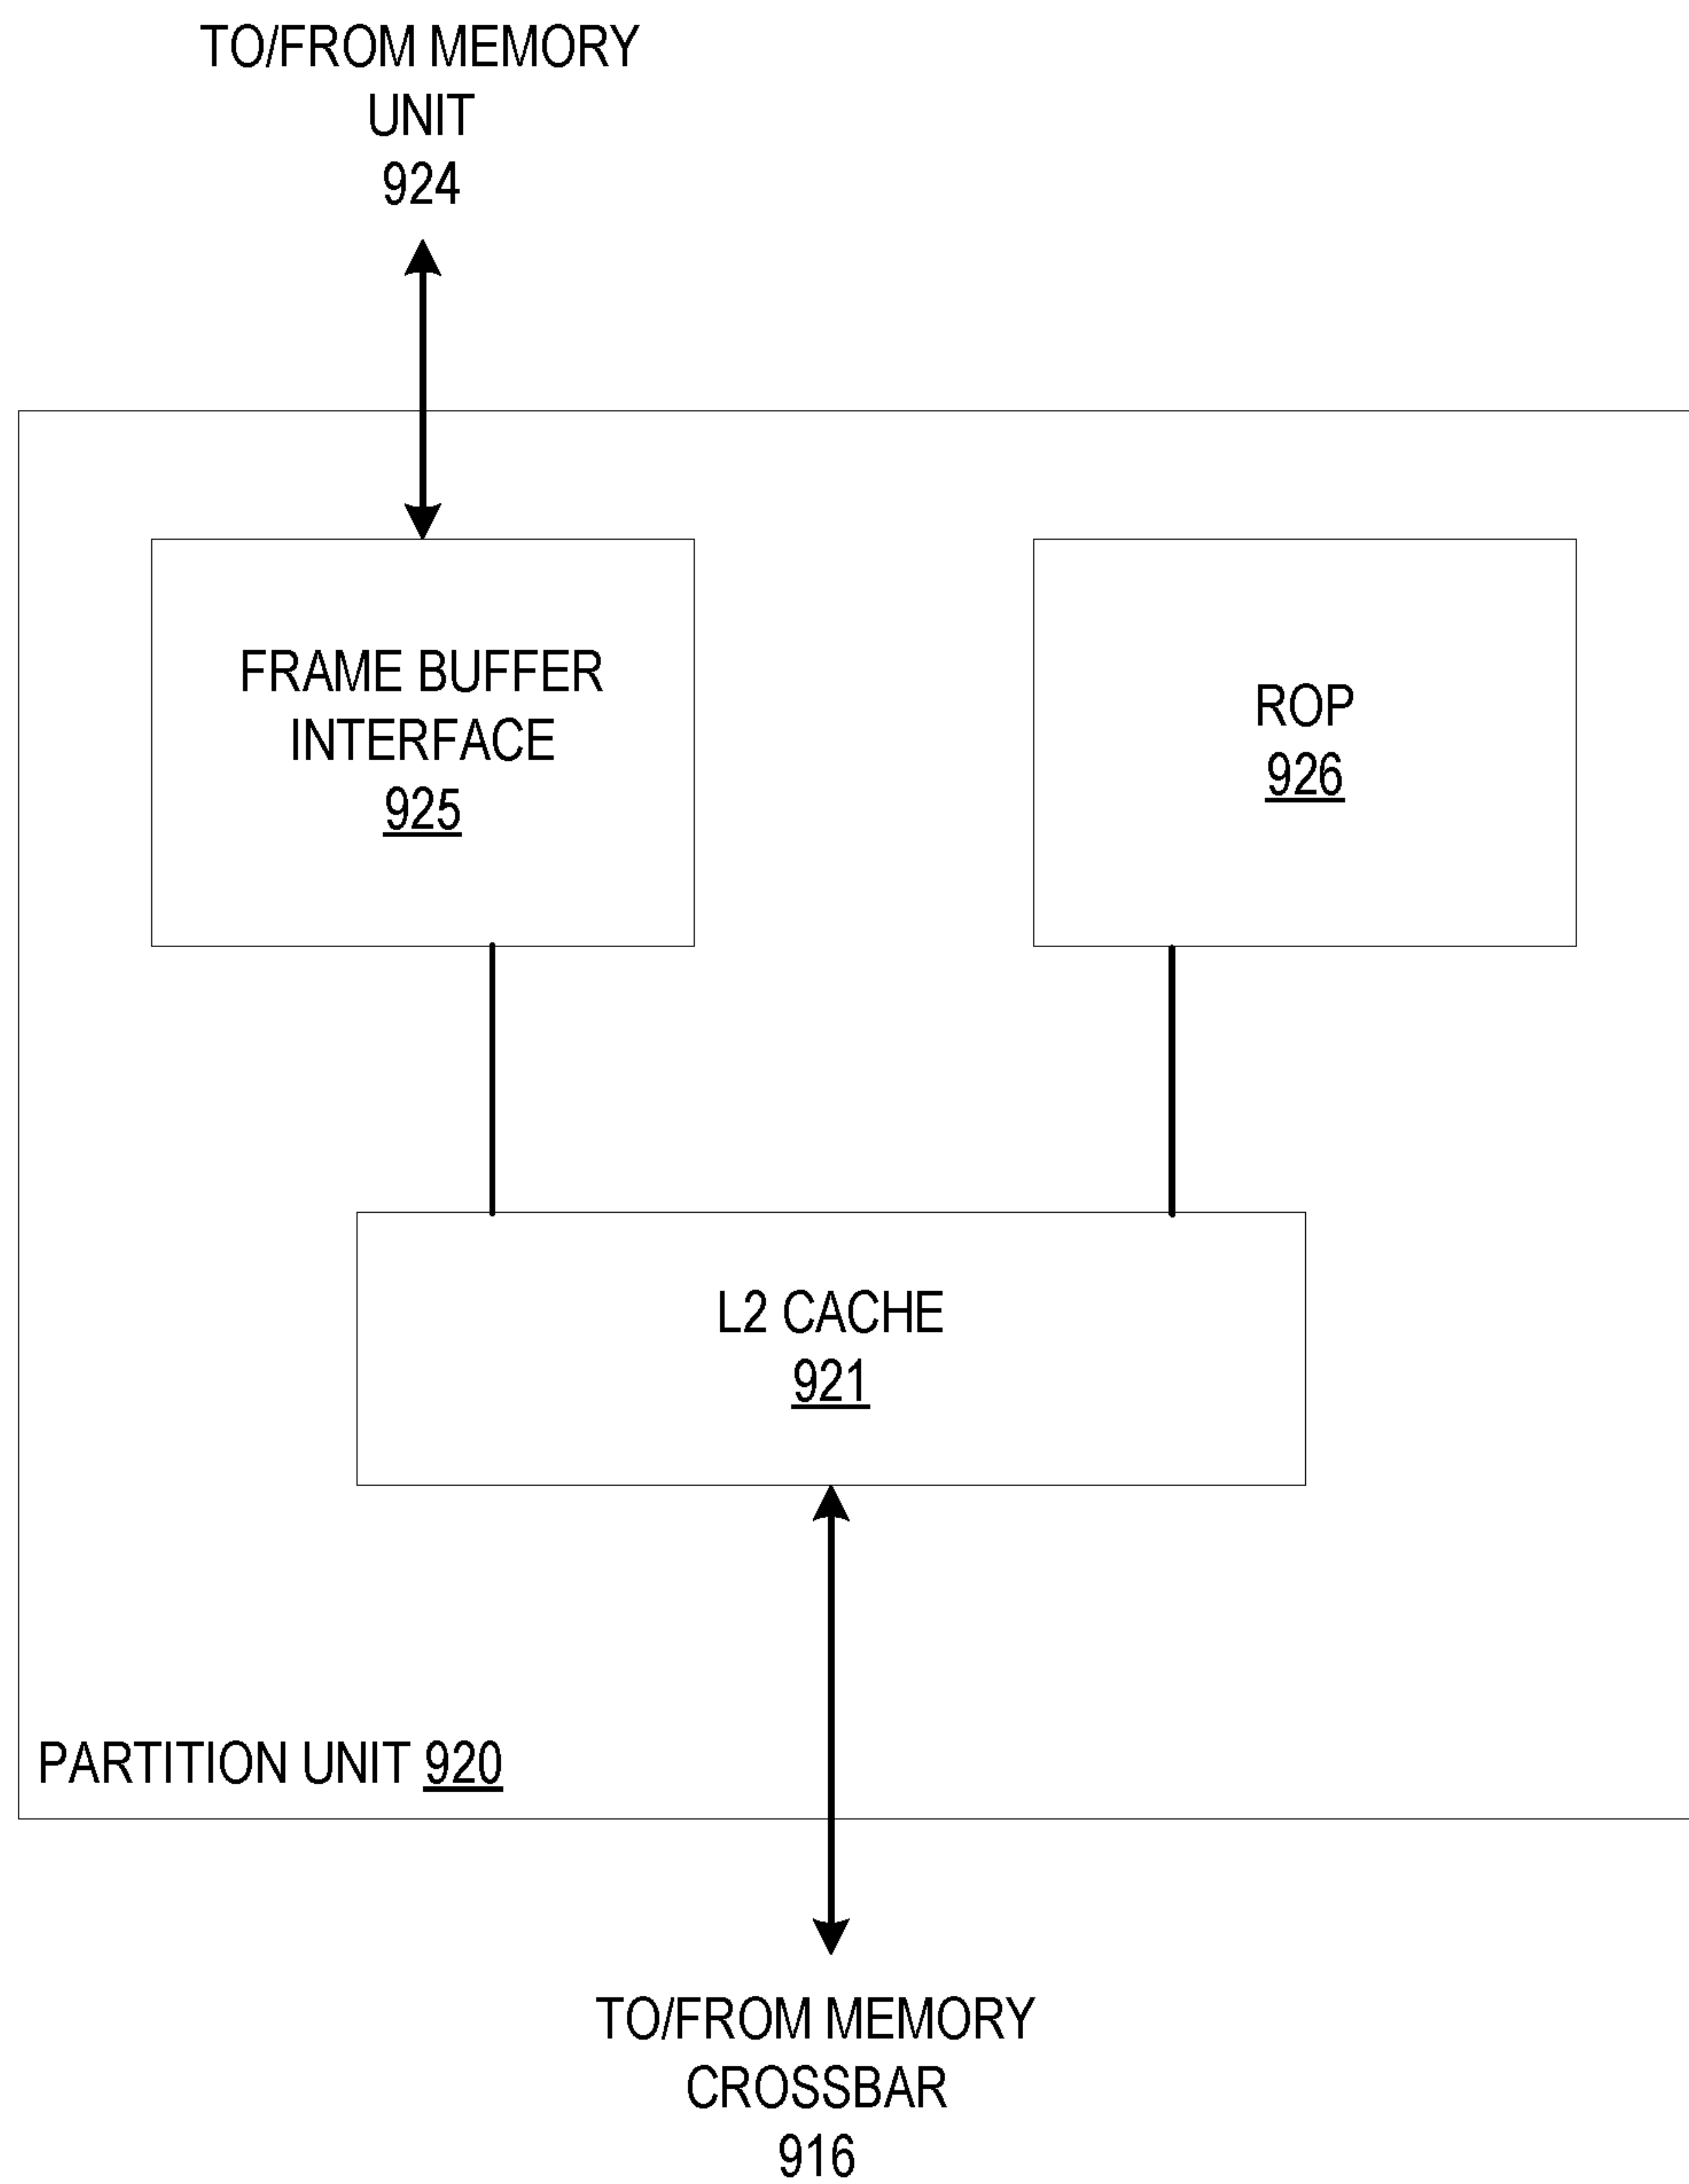 TO/FROM MEMORY
UNIT
924
FRAME BUFFER
INTERFACE
925
ROP
926
L2 CACHE
921
PARTITION UNIT 920
TO/FROM MEMORY
CROSSBAR
916